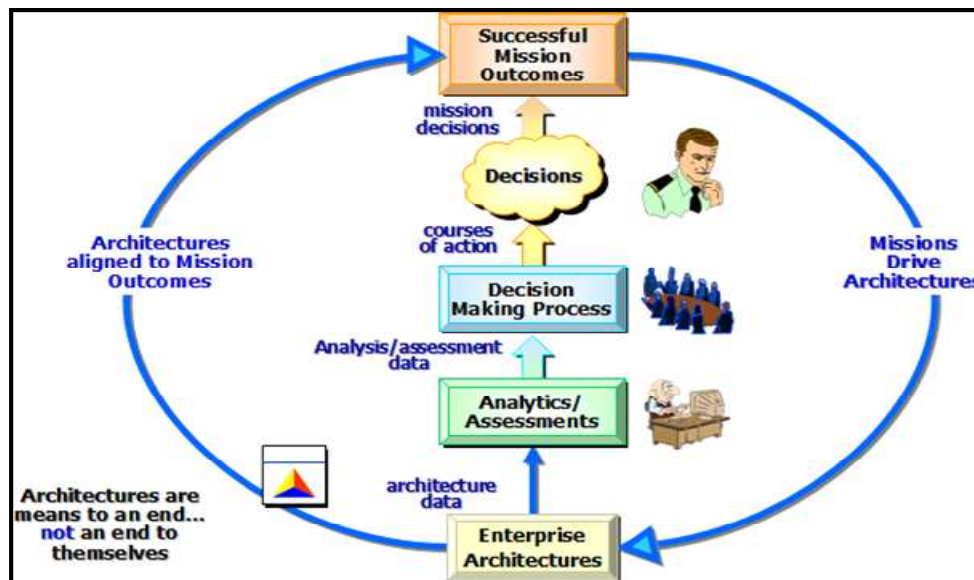 Successful
Mission
Outcomes
mission
decisions
Decisions
courses
of action
Architectures
aligned to Mission
Outcomes
Missions
Drive
Architectures
Decision
Making Process
Analysis/assessment
data
Analytics/
Assessments
architecture
data
Architectures are
means to an end...
not an end to
themselves
Enterprise
Architectures